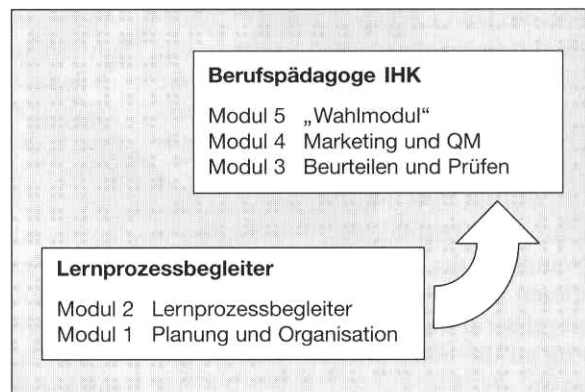 Berufspädagoge IHK
Modul 5 „Wahlmodul“
Modul 4 Marketing und QM
Modul 3 Beurteilen und Prüfen
Lernprozessbegleiter
Modul 2 Lernprozessbegleiter
Modul 1 Planung und Organisation